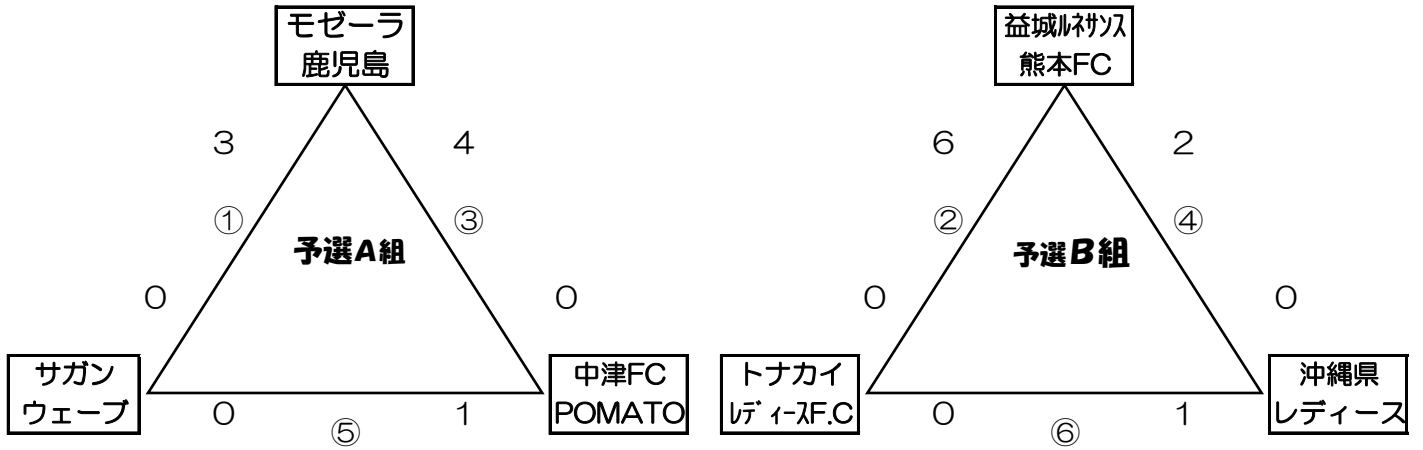 モゼーラ
鹿児島
3
4
①
③
予選A組
0
0
サガン
ウェーブ
中津FC
POMATO
0
1
⑤
益城ﾙﾈｻﾝｽ
熊本FC
6
2
②
④
予選B組
0
0
トナカイ
ﾚﾃﾞｨｰｽF.C
沖縄県
レディース
0
1
⑥